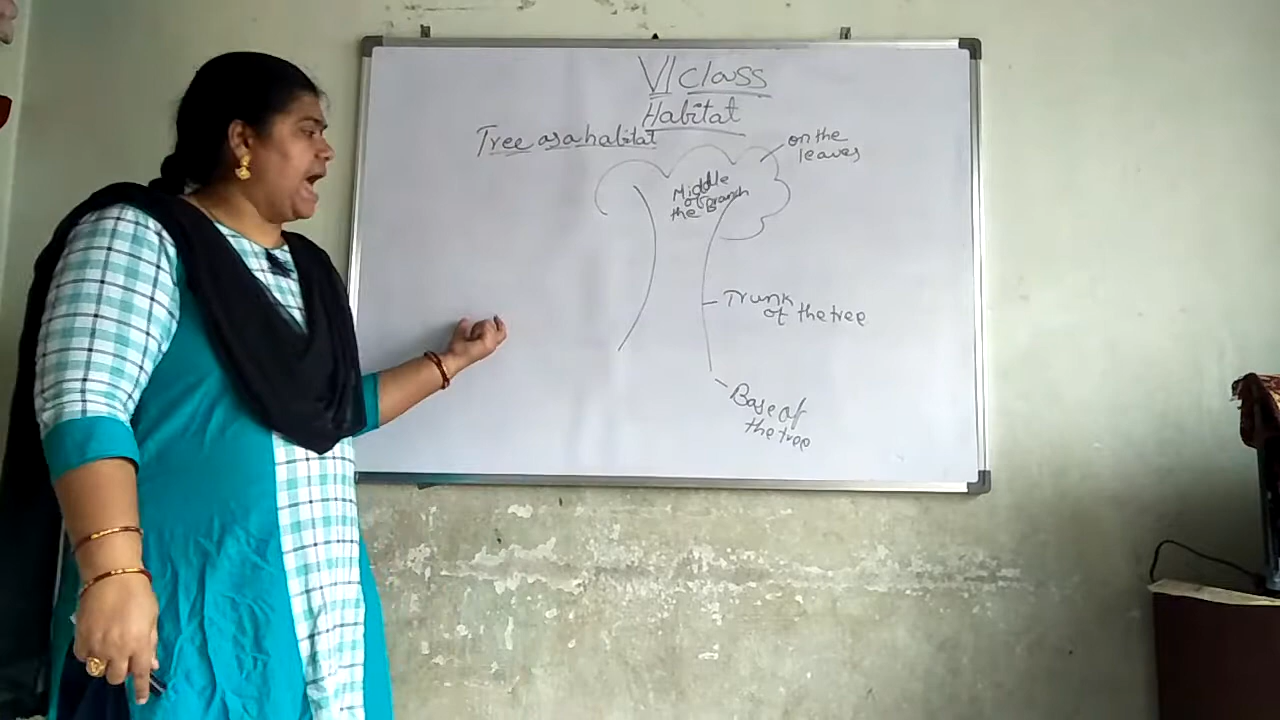 VI Class
Habitat
Tree as a habitat
on the
leaves
Middle
of
the Branch
Trunk
of the tree
Base of
the tree